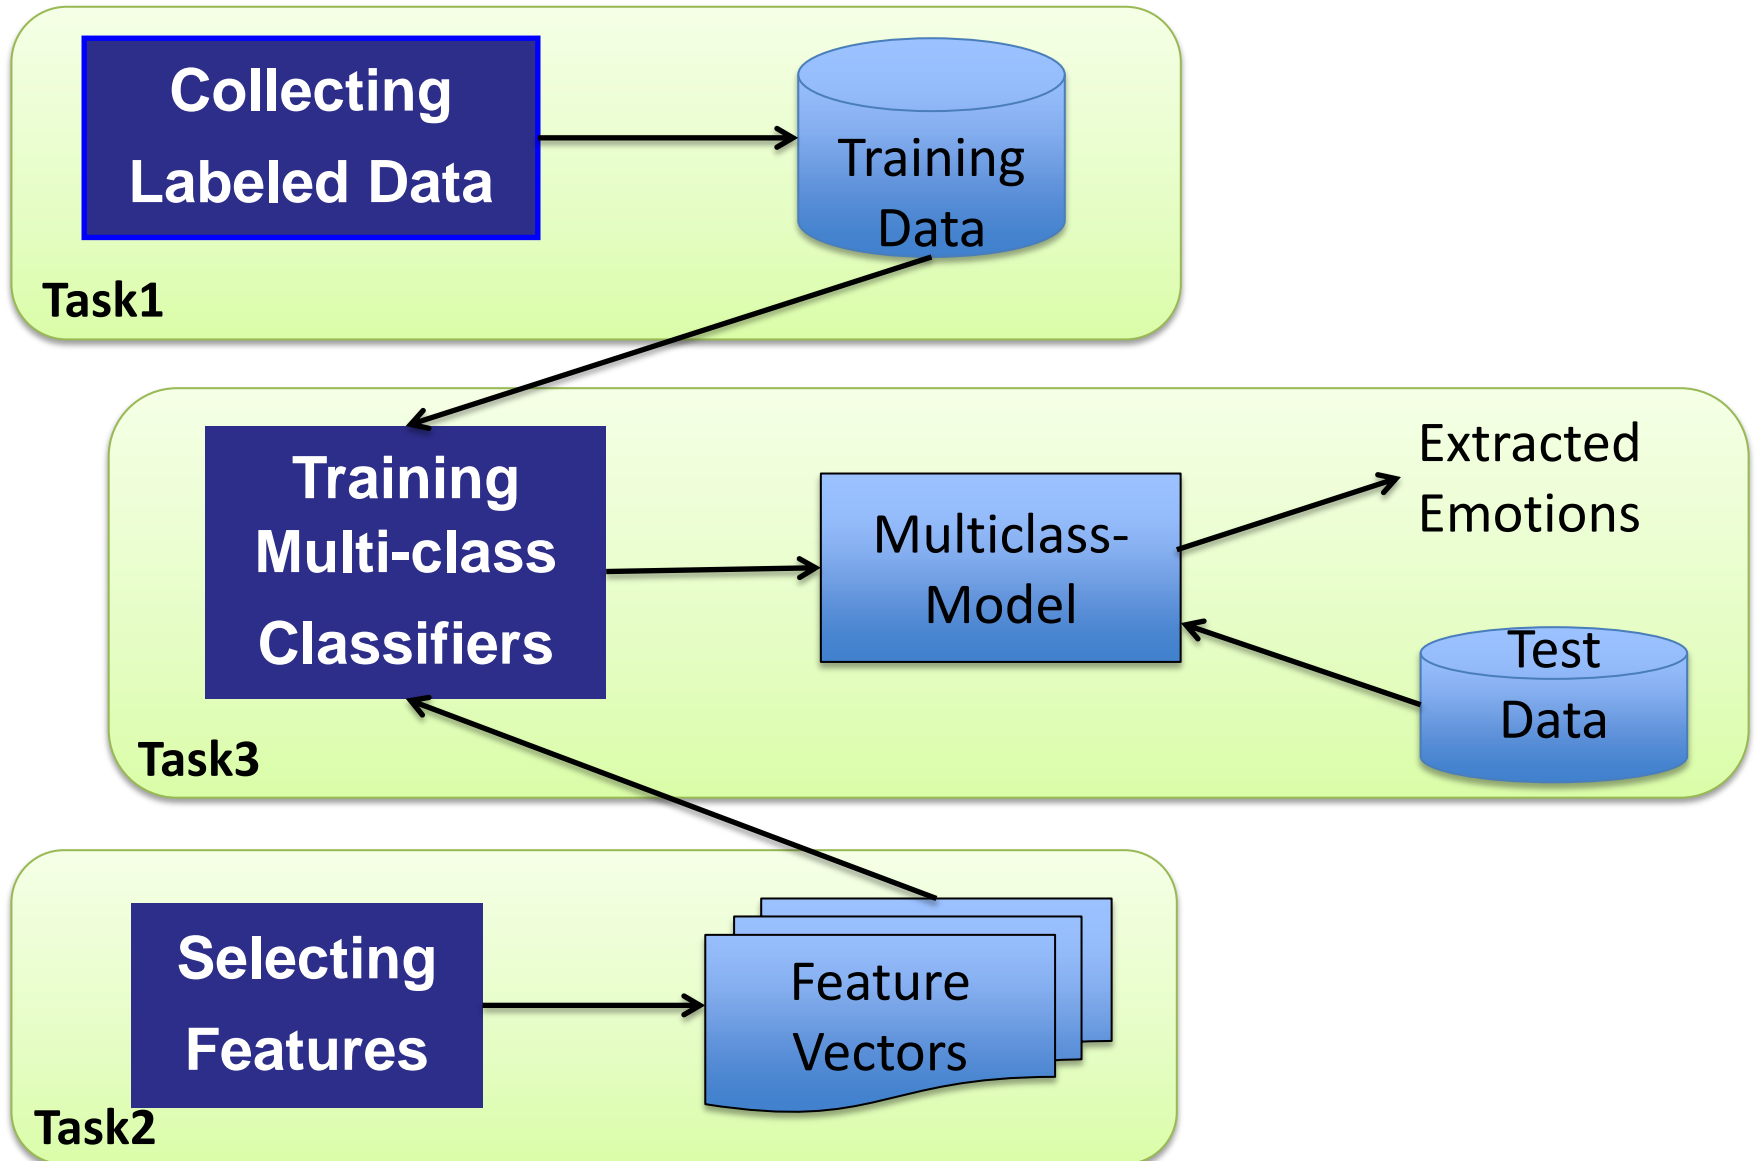 Collecting
Labeled Data
Training
Data
Task1
Training
Multi-class
Classifiers
Multiclass-
Model
Extracted
Emotions
Test
Data
Task3
Selecting
Features
Feature
Vectors
Task2